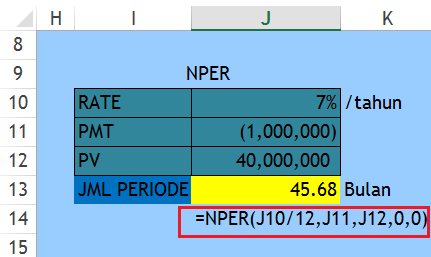 H I J K
8
9 NPER
10 RATE 7% /tahun
11 PMT (1,000,000)
12 PV 40,000,000
13 JML PERIODE 45.68 Bulan
14 =NPER(J10/12,J11,J12,0,0)
15